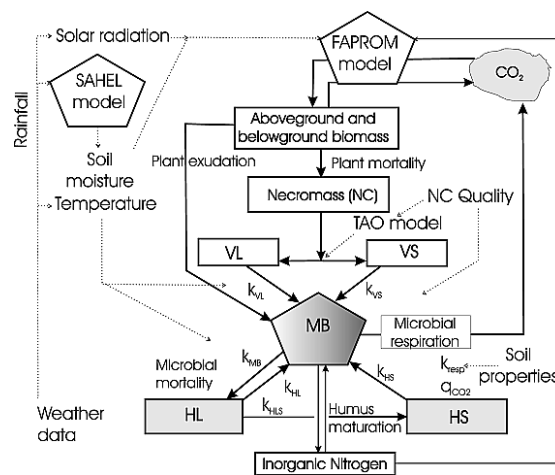 Solar radiation
FAPROM
model
CO2
SAHEL
model
Rainfall
Aboveground and
belowground biomass
Plant exudation
Plant mortality
Soil
moisture
Temperature
Necromass (NC)
NC Quality
TAO model
VL
VS
kVL
kVS
MB
Microbial
respiration
Microbial
mortality
kMB
kHL
kHS
kresp
qCO2
Soil
properties
HL
kHLS
Humus
maturation
HS
Weather
data
Inorganic Nitrogen